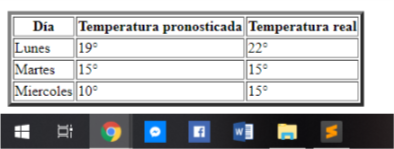 Día Temperatura pronosticada Temperatura real
Lunes 19° 22°
Martes 15° 15°
Miercoles 10° 15°